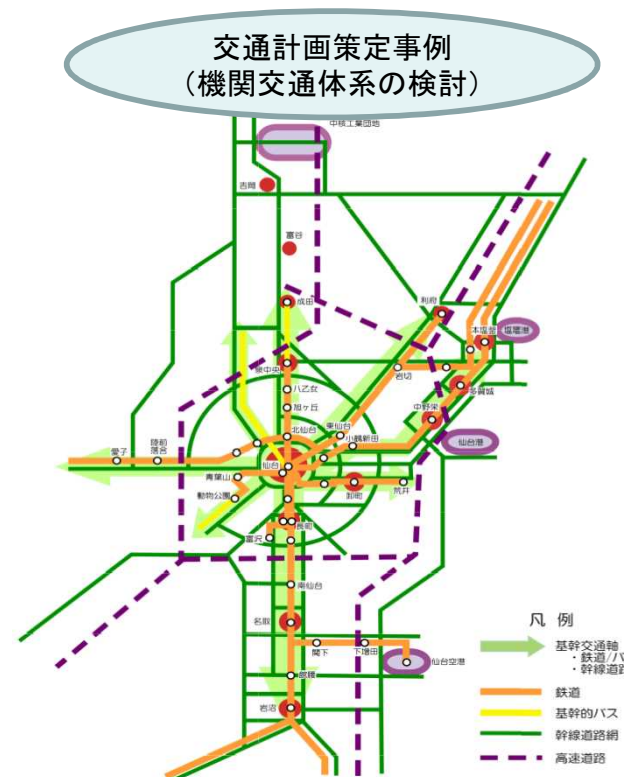 交通計画策定事例
（機関交通体系の検討）
中核工業団地
吉岡
富谷
成田
利府
本塩釜
塩竈港
泉中央
岩切
多賀城
八乙女
旭ヶ丘
中野栄
北仙台
東仙台
小鶴新田
仙台港
愛子
陸前
落合
仙台
青葉山
動物公園
卸町
荒井
長町
富沢
南仙台
名取
閖下
下増田
仙台空港
館腰
岩沼
凡 例
基幹交通軸
・鉄道/バ
・幹線道路
鉄道
基幹的バス
幹線道路網
高速道路